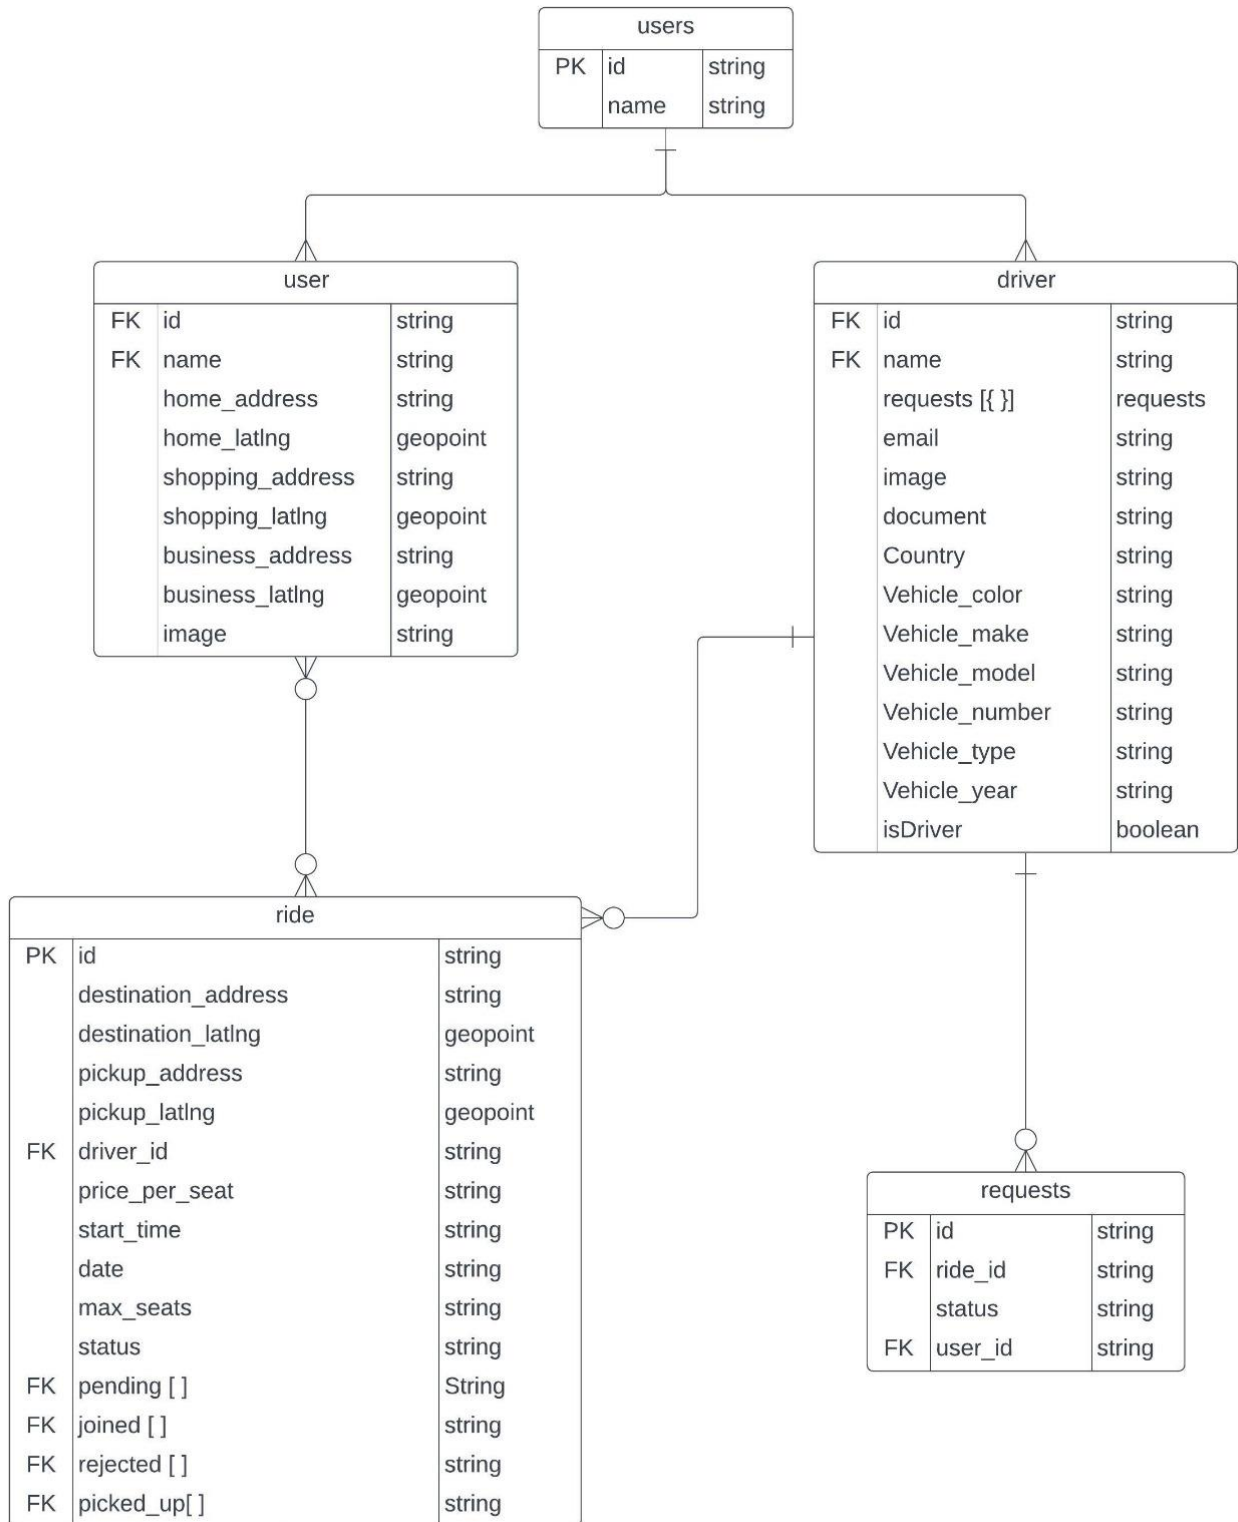 users
PK id string
name string
user
FK id string
FK name string
home_address string
home_latlng geopoint
shopping_address string
shopping_latlng geopoint
business_address string
business_latlng geopoint
image string
driver
FK id string
FK name string
requests [{ }] requests
email string
image string
document string
Country string
Vehicle_color string
Vehicle_make string
Vehicle_model string
Vehicle_number string
Vehicle_type string
Vehicle_year string
isDriver boolean
ride
PK id string
destination_address string
destination_latlng geopoint
pickup_address string
pickup_latlng geopoint
FK driver_id string
price_per_seat string
start_time string
date string
max_seats string
status string
FK pending [ ] String
FK joined [ ] string
FK rejected [ ] string
FK picked_up[ ] string
requests
PK id string
FK ride_id string
status string
FK user_id string